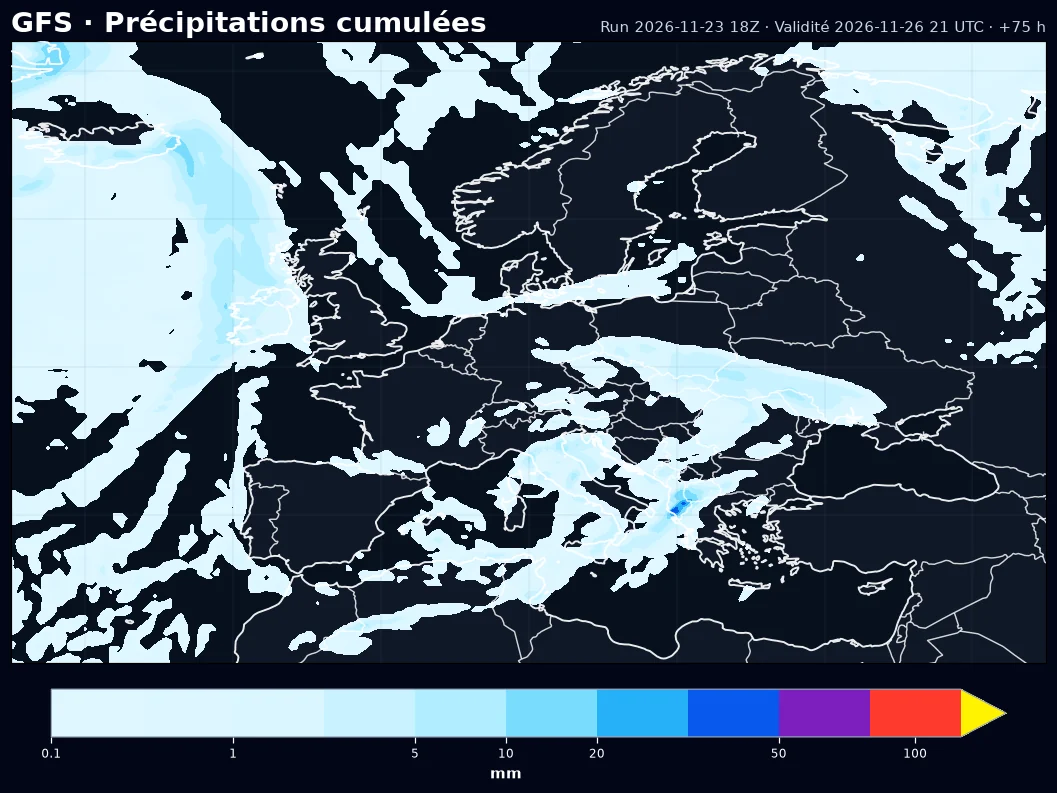 GFS · Précipitations cumulées
Run 2026-11-23 18Z · Validité 2026-11-26 21 UTC · +75 h
0.1 1 5 10 20 50 100
mm